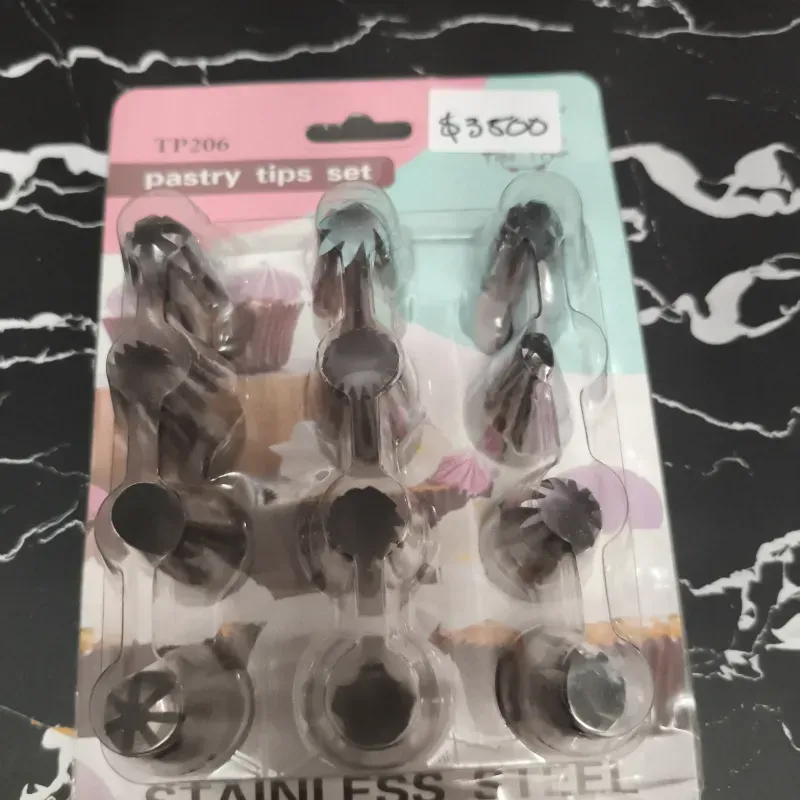 $3500
TP206
pastry tips set
STAINLESS STEEL